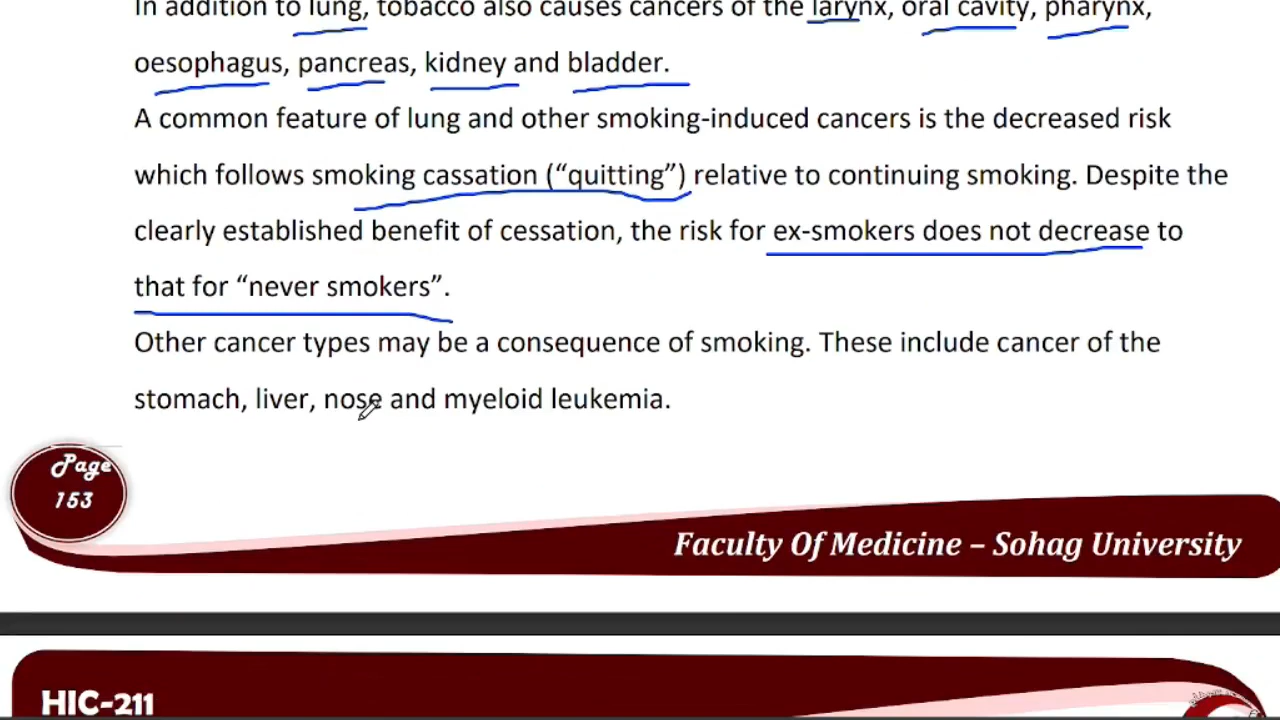 In addition to lung, tobacco also causes cancers of the larynx, oral cavity, pharynx,
oesophagus, pancreas, kidney and bladder.
A common feature of lung and other smoking-induced cancers is the decreased risk
which follows smoking cassation (“quitting”) relative to continuing smoking. Despite the
clearly established benefit of cessation, the risk for ex-smokers does not decrease to
that for “never smokers”.
Other cancer types may be a consequence of smoking. These include cancer of the
stomach, liver, nose and myeloid leukemia.
Page
153
Faculty Of Medicine – Sohag University
HIC-211